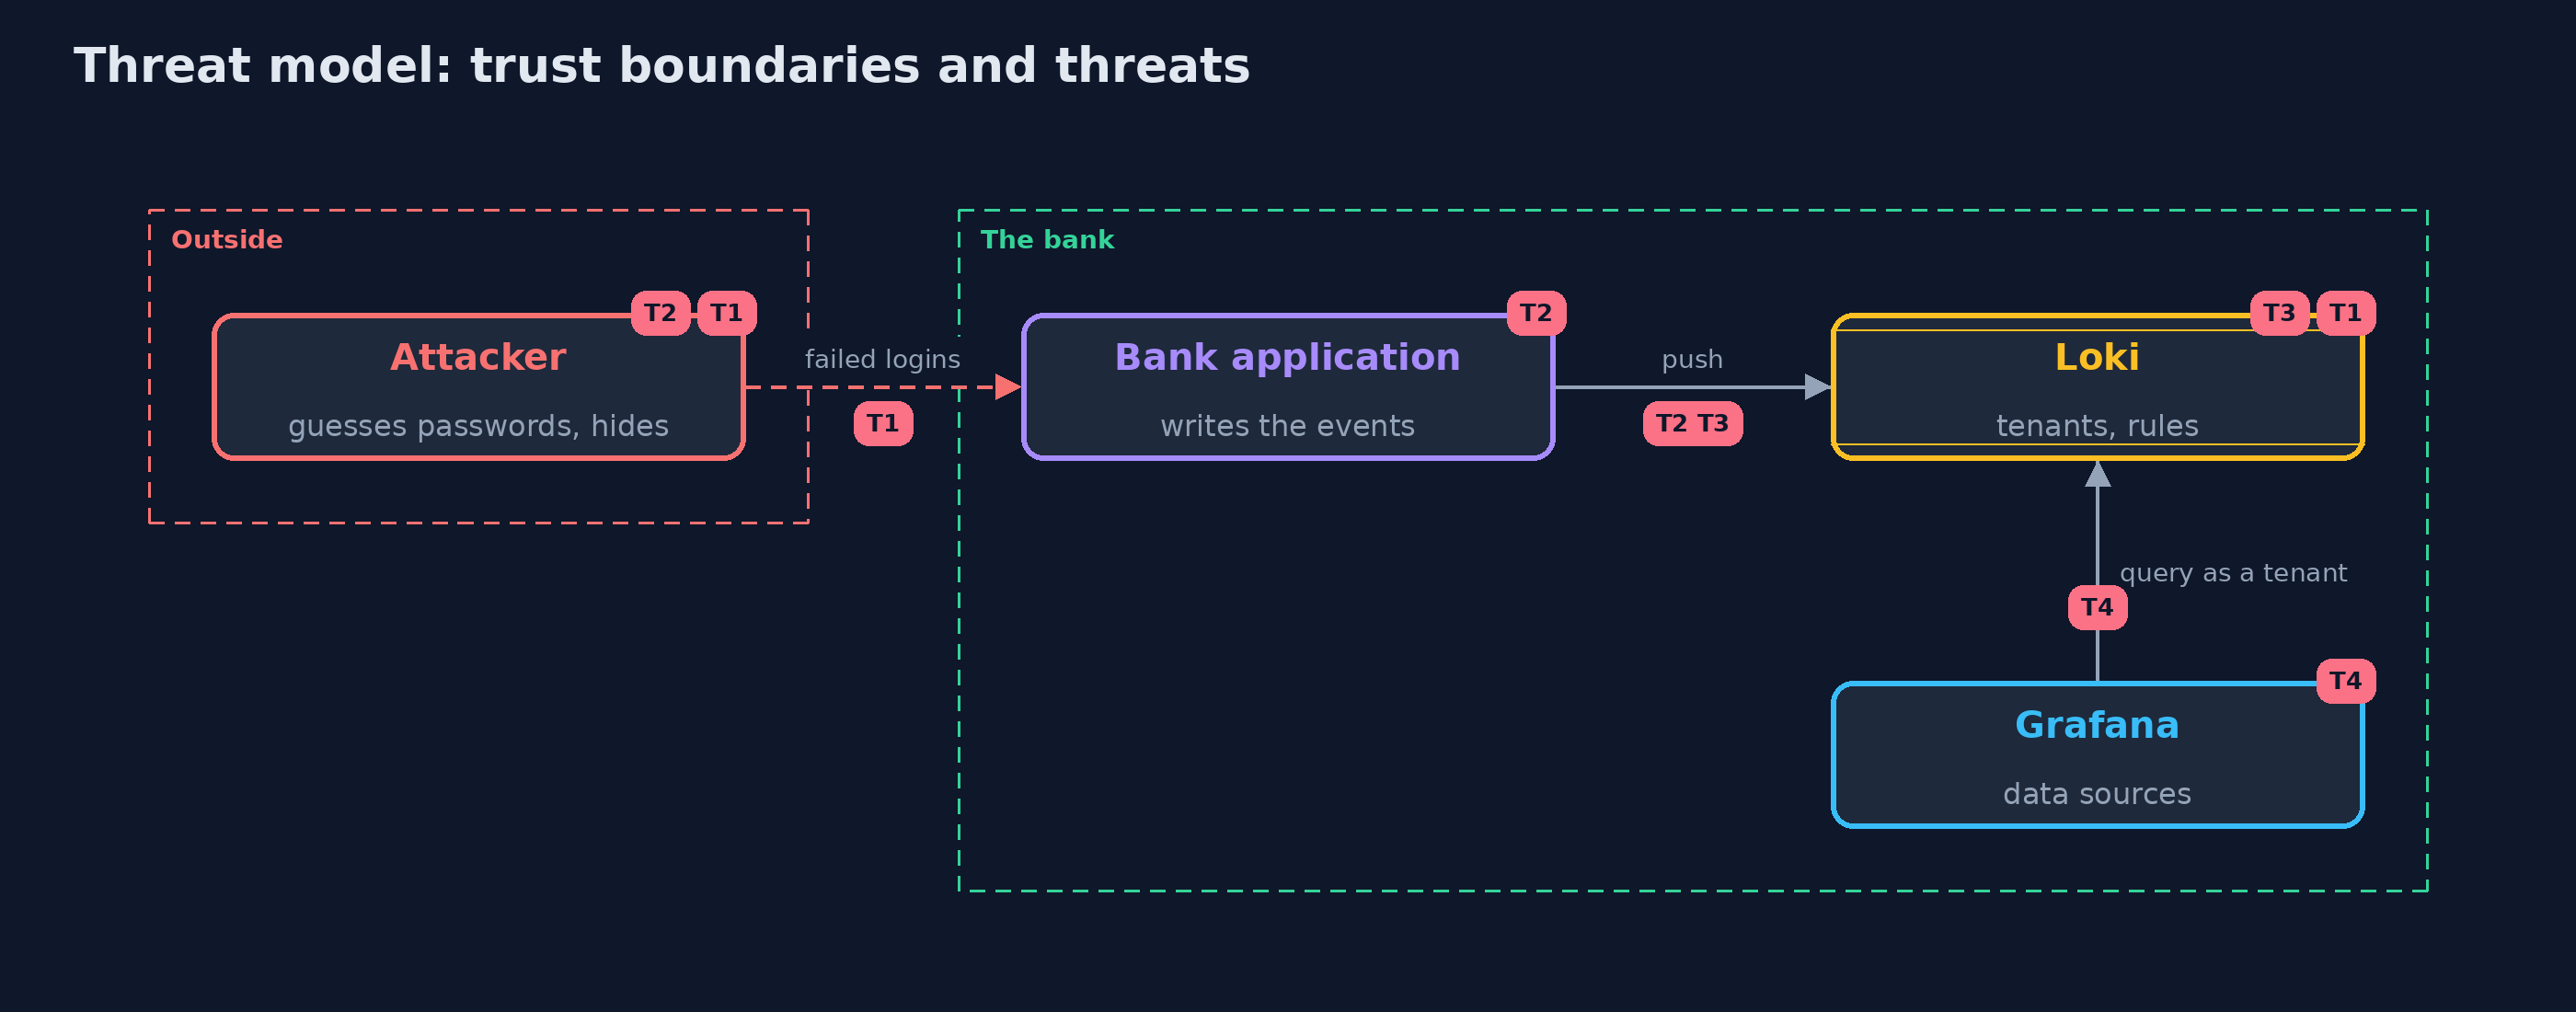 Threat model: trust boundaries and threats
Outside
The bank
T2 T1
Attacker
guesses passwords, hides
failed logins
T1
T2
Bank application
writes the events
push
T2 T3
T3 T1
Loki
tenants, rules
query as a tenant
T4
T4
Grafana
data sources